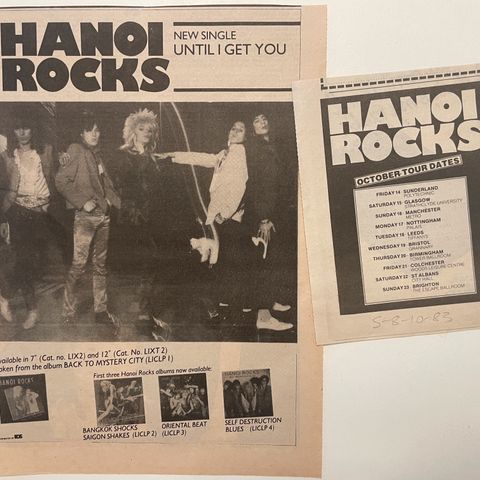 HANOI
ROCKS
NEW SINGLE
UNTIL I GET YOU
available in 7" (Cat. no. LIX2) and 12" (Cat. No. LIXT 2)
taken from the album BACK TO MYSTERY CITY (LICLP 1)
First three Hanoi Rocks albums now available:
HANOI ROCKS
BANGKOK SHOCKS
SAIGON SHAKES (LICLP 2)
ORIENTAL BEAT
(LICLP 3)
SELF DESTRUCTION
BLUES (LICLP 4)
HANOI
ROCKS
OCTOBER TOUR DATES
FRIDAY 14 SUNDERLAND
POLYTECHNIC
SATURDAY 15 GLASGOW
STRATHCLYDE UNIVERSITY
SUNDAY 16 MANCHESTER
METRO
MONDAY 17 NOTTINGHAM
PALAIS
TUESDAY 18 LEEDS
TIFFANYS
WEDNESDAY 19 BRISTOL
GRANARY
THURSDAY 20 BIRMINGHAM
TOWER BALLROOM
FRIDAY 21 COLCHESTER
WOODS LEISURE CENTRE
SATURDAY 22 ST ALBANS
CITY HALL
SUNDAY 23 BRIGHTON
THE ESCAPE BALLROOM
5-8-10-83